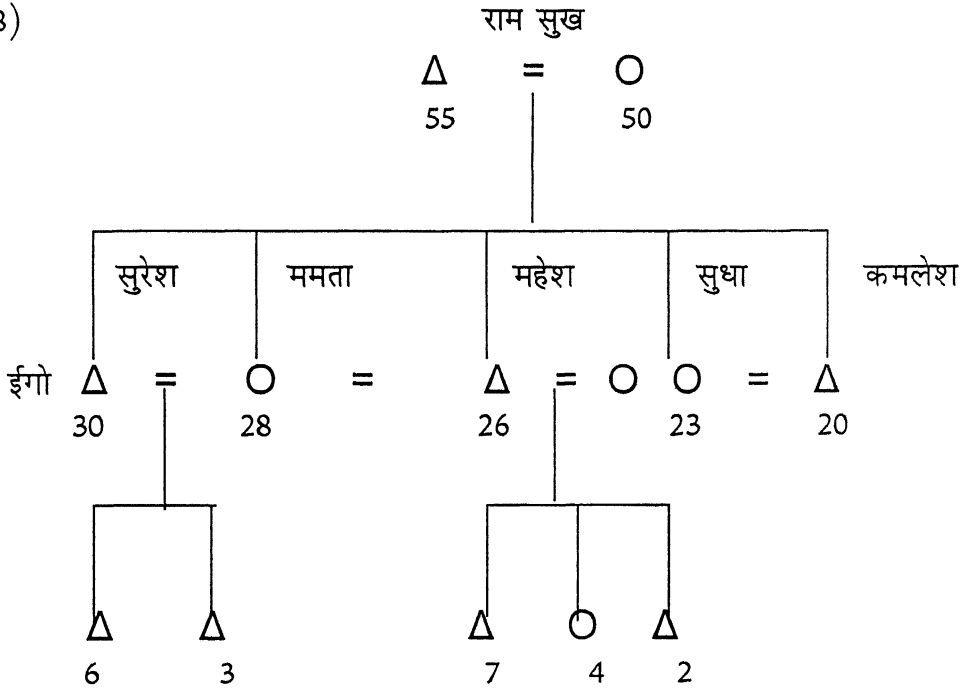 3)
राम सुख
Δ = O
55 50
सुरेश ममता महेश सुधा कमलेश
ईगो Δ = O = Δ = O O = Δ
30 28 26 23 20
Δ Δ Δ O Δ
6 3 7 4 2